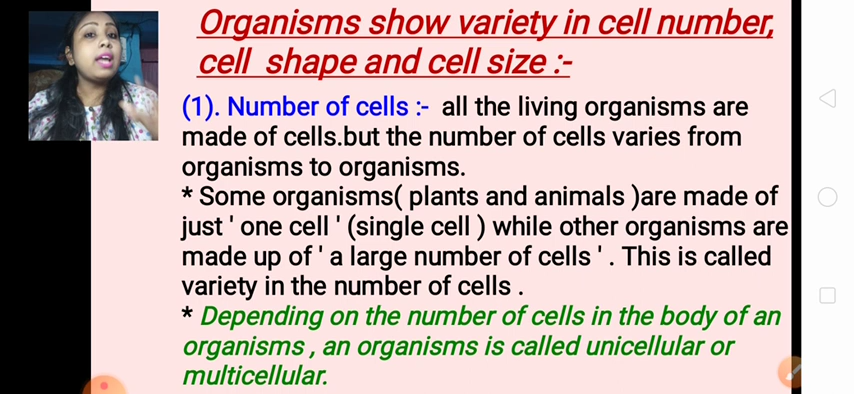 Organisms show variety in cell number,
cell shape and cell size :-
(1). Number of cells :- all the living organisms are
made of cells.but the number of cells varies from
organisms to organisms.
* Some organisms( plants and animals )are made of
just ' one cell ' (single cell ) while other organisms are
made up of ' a large number of cells ' . This is called
variety in the number of cells .
* Depending on the number of cells in the body of an
organisms , an organisms is called unicellular or
multicellular.